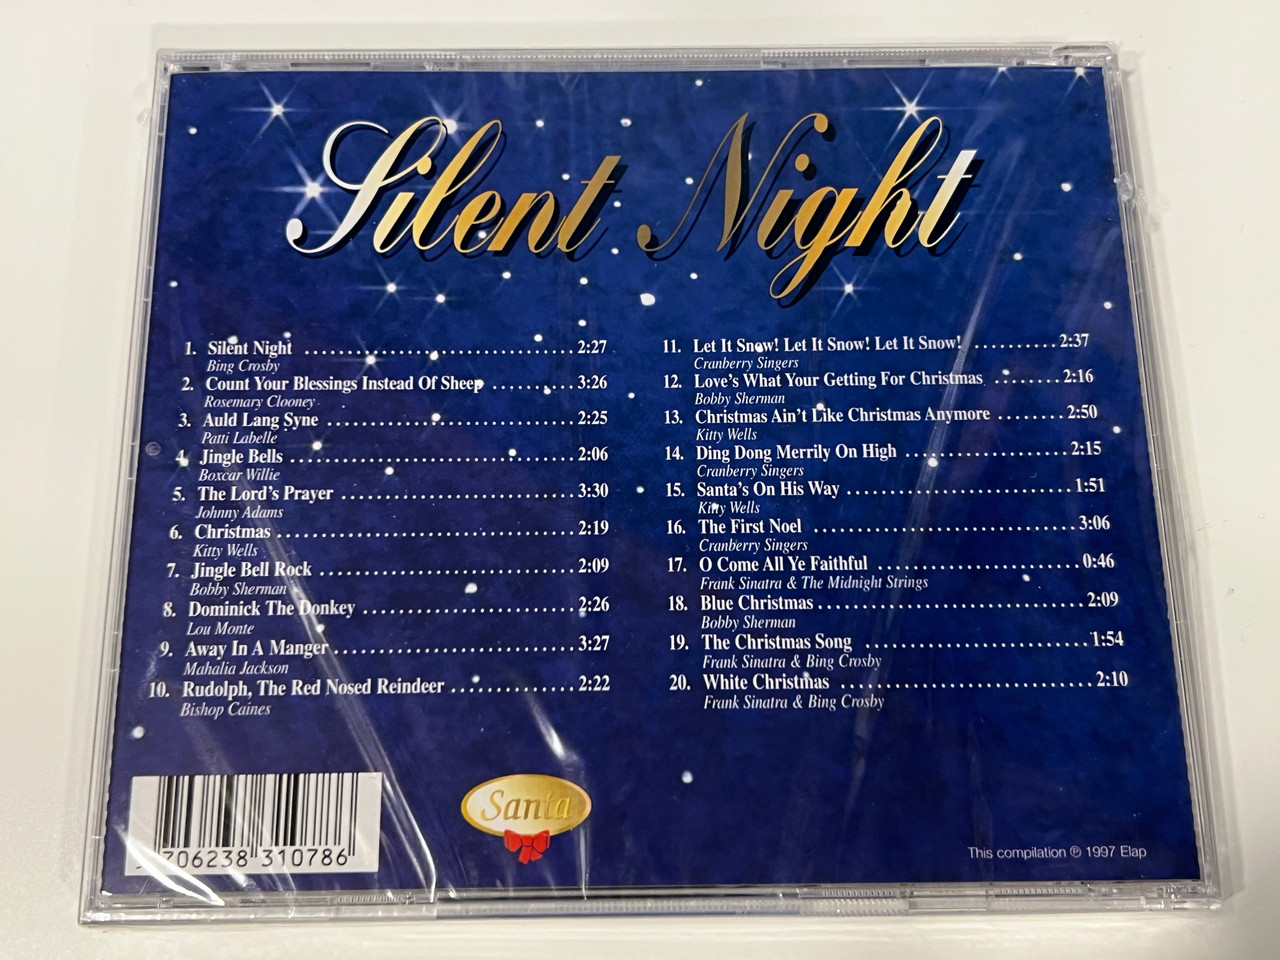 Silent Night
1. Silent Night ................................ 2:27
Bing Crosby
2. Count Your Blessings Instead Of Sheep .......... 3:26
Rosemary Clooney
3. Auld Lang Syne ............................. 2:25
Patti Labelle
4. Jingle Bells ................................. 2:06
Boxcar Willie
5. The Lord's Prayer ........................... 3:30
Johnny Adams
6. Christmas ................................... 2:19
Kitty Wells
7. Jingle Bell Rock .............................. 2:09
Bobby Sherman
8. Dominick The Donkey ........................ 2:26
Lou Monte
9. Away In A Manger ............................ 3:27
Mahalia Jackson
10. Rudolph, The Red Nosed Reindeer .............. 2:22
Bishop Caines
11. Let It Snow! Let It Snow! Let It Snow! .......... 2:37
Cranberry Singers
12. Love's What Your Getting For Christmas ........ 2:16
Bobby Sherman
13. Christmas Ain't Like Christmas Anymore ........ 2:50
Kitty Wells
14. Ding Dong Merrily On High ................... 2:15
Cranberry Singers
15. Santa's On His Way .......................... 1:51
Kitty Wells
16. The First Noel .............................. 3:06
Cranberry Singers
17. O Come All Ye Faithful ....................... 0:46
Frank Sinatra & The Midnight Strings
18. Blue Christmas .............................. 2:09
Bobby Sherman
19. The Christmas Song ......................... 1:54
Frank Sinatra & Bing Crosby
20. White Christmas ............................ 2:10
Frank Sinatra & Bing Crosby
706238 310786
Santa
This compilation ℗ 1997 Elap